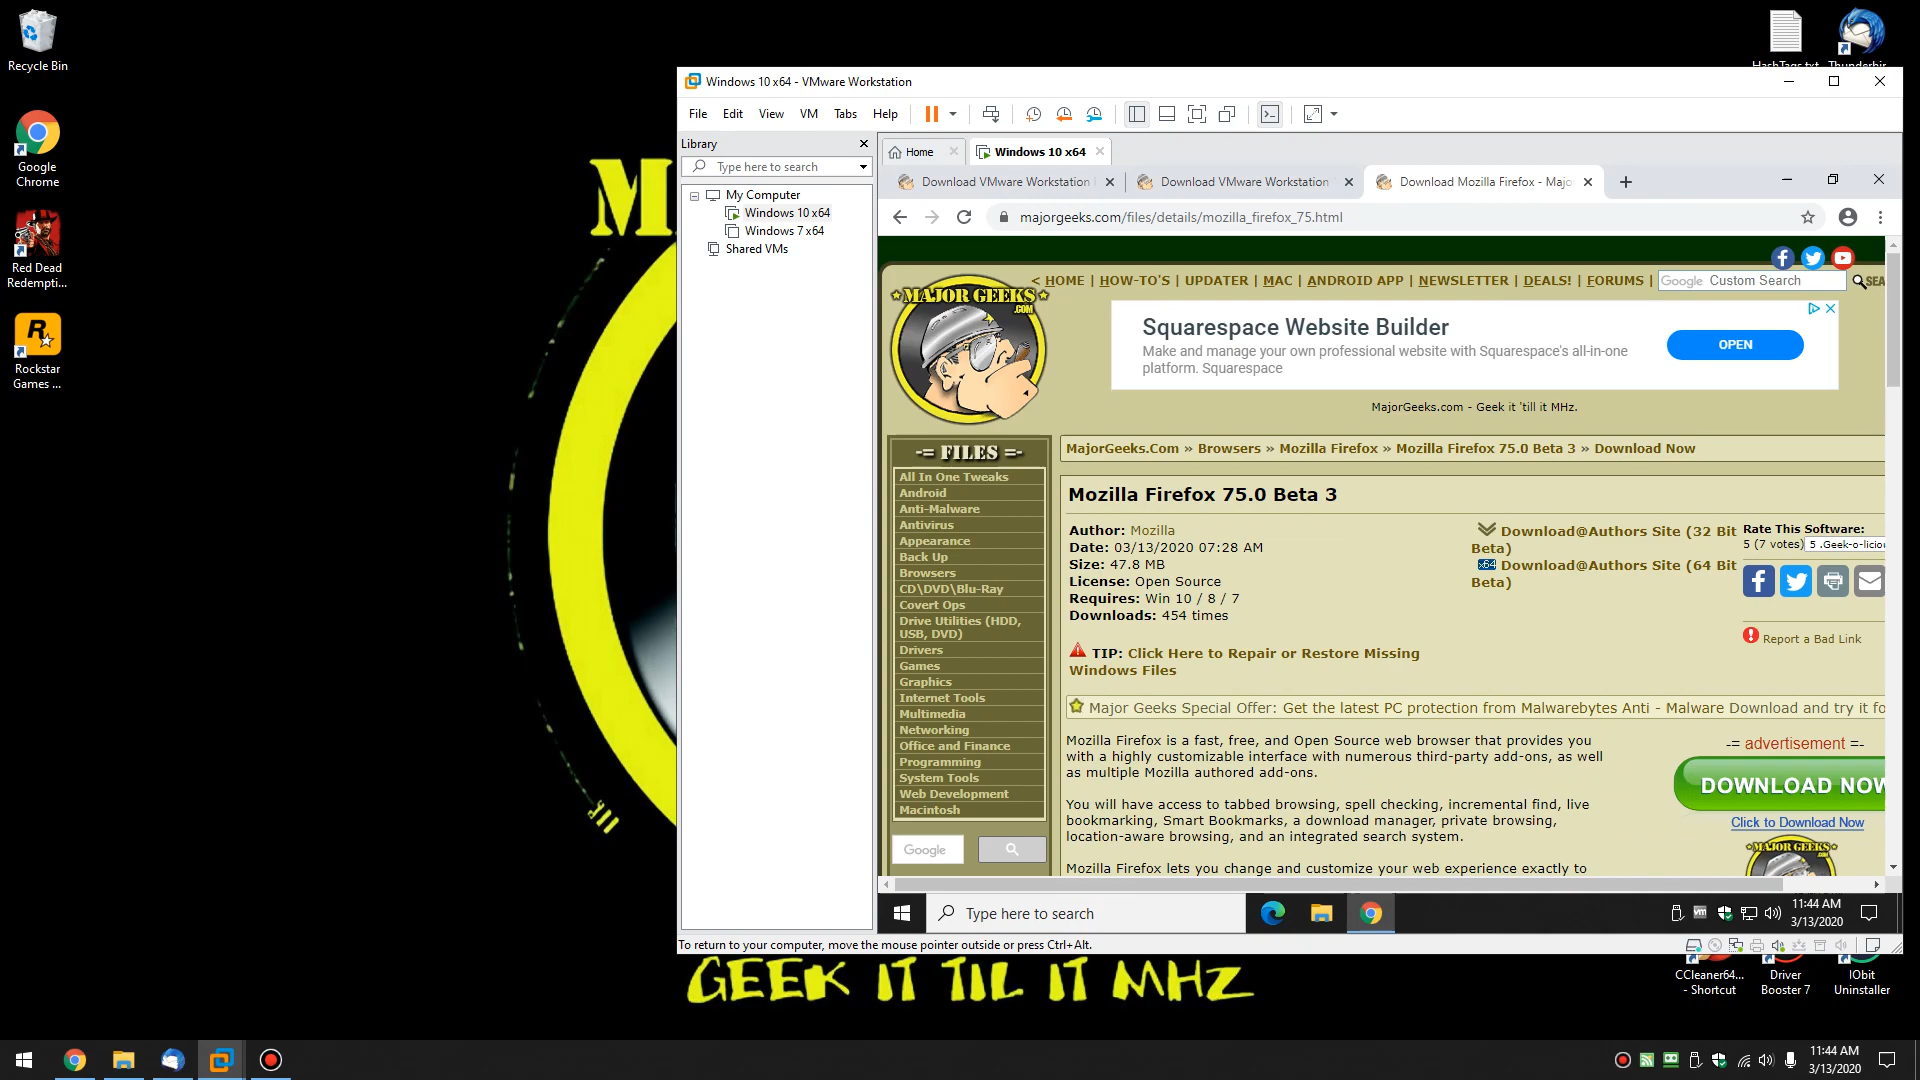 Recycle Bin
Google
Chrome
Red Dead
Redempti...
Rockstar
Games ...
HashTags.txt
Thunderbir
M
GEEK IT TIL IT MHZ
CCleaner64...
- Shortcut
Driver
Booster 7
IObit
Uninstaller
Windows 10 x64 - VMware Workstation
File Edit View VM Tabs Help
Library
Type here to search
My Computer
Windows 10 x64
Windows 7 x64
Shared VMs
Home
Windows 10 x64
Download VMware Workstation
Download VMware Workstation
Download Mozilla Firefox - Majo
majorgeeks.com/files/details/mozilla_firefox_75.html
MAJOR GEEKS
.COM
< HOME | HOW-TO'S | UPDATER | MAC | ANDROID APP | NEWSLETTER | DEALS! | FORUMS |
Google Custom Search
SEA
Squarespace Website Builder
Make and manage your own professional website with Squarespace's all-in-one
platform. Squarespace
OPEN
MajorGeeks.com - Geek it 'till it MHz.
-= FILES =-
All In One Tweaks
Android
Anti-Malware
Antivirus
Appearance
Back Up
Browsers
CD\DVD\Blu-Ray
Covert Ops
Drive Utilities (HDD,
USB, DVD)
Drivers
Games
Graphics
Internet Tools
Multimedia
Networking
Office and Finance
Programming
System Tools
Web Development
Macintosh
Google
MajorGeeks.Com » Browsers » Mozilla Firefox » Mozilla Firefox 75.0 Beta 3 » Download Now
Mozilla Firefox 75.0 Beta 3
Author: Mozilla
Date: 03/13/2020 07:28 AM
Size: 47.8 MB
License: Open Source
Requires: Win 10 / 8 / 7
Downloads: 454 times
Download@Authors Site (32 Bit
Beta)
x64 Download@Authors Site (64 Bit
Beta)
Rate This Software:
5 (7 votes) 5 .Geek-o-liciou
Report a Bad Link
TIP: Click Here to Repair or Restore Missing
Windows Files
Major Geeks Special Offer: Get the latest PC protection from Malwarebytes Anti - Malware Download and try it fo
Mozilla Firefox is a fast, free, and Open Source web browser that provides you
with a highly customizable interface with numerous third-party add-ons, as well
as multiple Mozilla authored add-ons.
You will have access to tabbed browsing, spell checking, incremental find, live
bookmarking, Smart Bookmarks, a download manager, private browsing,
location-aware browsing, and an integrated search system.
Mozilla Firefox lets you change and customize your web experience exactly to
-= advertisement =-
DOWNLOAD NOW
Click to Download Now
MAJOR GEEKS
Type here to search
11:44 AM
3/13/2020
To return to your computer, move the mouse pointer outside or press Ctrl+Alt.
11:44 AM
3/13/2020